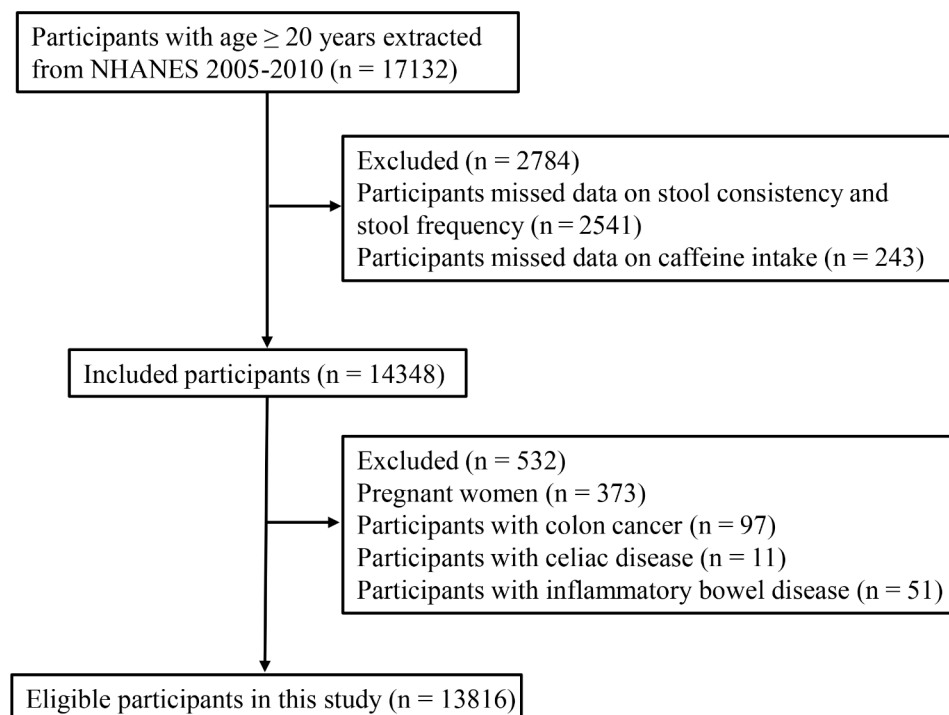 Participants with age ≥ 20 years extracted
from NHANES 2005-2010 (n = 17132)
Excluded (n = 2784)
Participants missed data on stool consistency and
stool frequency (n = 2541)
Participants missed data on caffeine intake (n = 243)
Included participants (n = 14348)
Excluded (n = 532)
Pregnant women (n = 373)
Participants with colon cancer (n = 97)
Participants with celiac disease (n = 11)
Participants with inflammatory bowel disease (n = 51)
Eligible participants in this study (n = 13816)